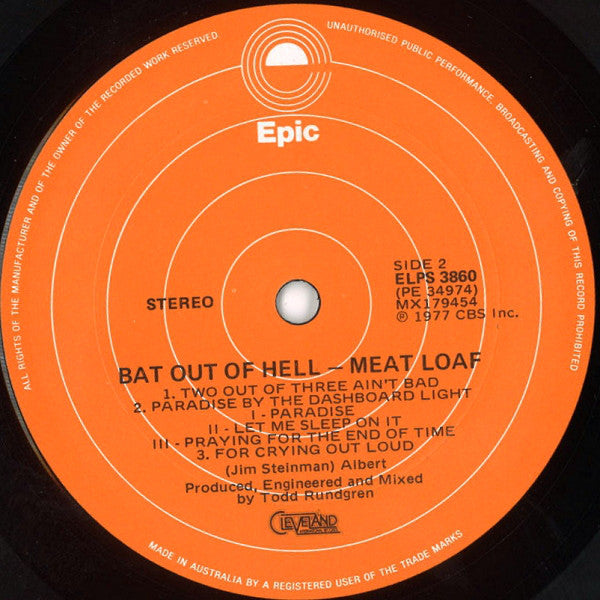 ALL RIGHTS OF THE MANUFACTURER AND OF THE OWNER OF THE RECORDED WORK RESERVED.
UNAUTHORISED PUBLIC PERFORMANCE, BROADCASTING AND COPYING OF THIS RECORD PROHIBITED
Epic
STEREO
SIDE 2
ELPS 3860
(PE 34974)
MX179454
℗ 1977 CBS Inc.
BAT OUT OF HELL – MEAT LOAF
1. TWO OUT OF THREE AIN'T BAD
2. PARADISE BY THE DASHBOARD LIGHT
I - PARADISE
II - LET ME SLEEP ON IT
III - PRAYING FOR THE END OF TIME
3. FOR CRYING OUT LOUD
(Jim Steinman) Albert
Produced, Engineered and Mixed
by Todd Rundgren
CLEVELAND
MADE IN AUSTRALIA BY A REGISTERED USER OF THE TRADE MARKS